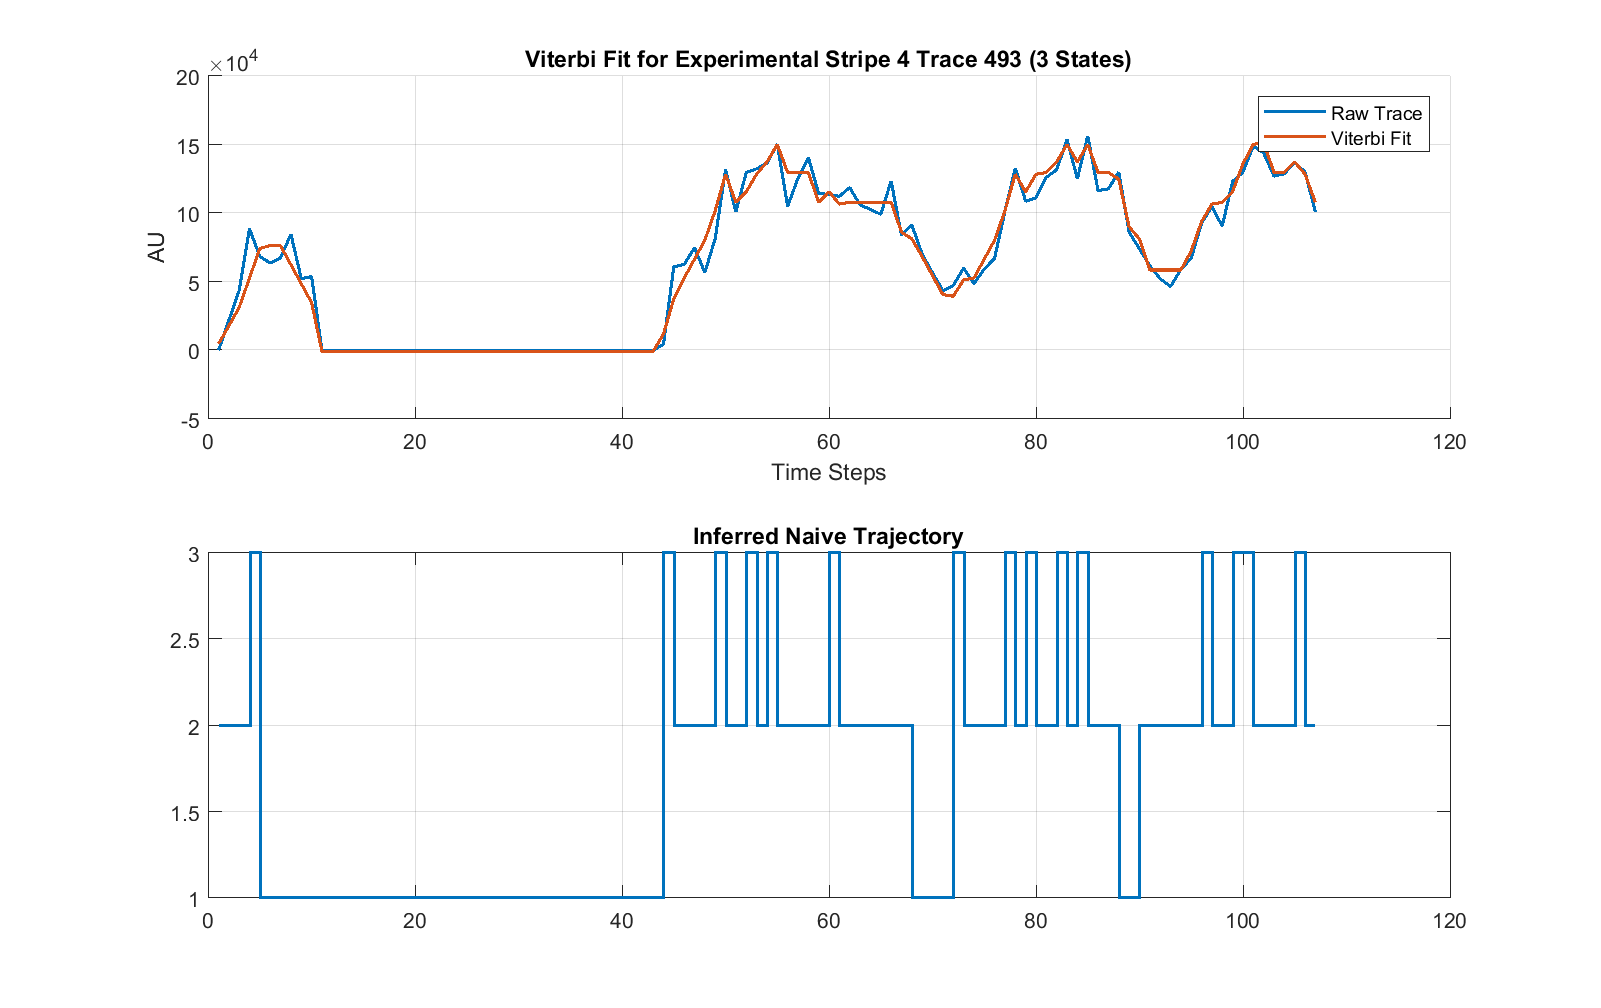 Viterbi Fit for Experimental Stripe 4 Trace 493 (3 States)
×10^4
20
15
10
5
0
-5
AU
Raw Trace
Viterbi Fit
0 20 40 60 80 100 120
Time Steps
Inferred Naive Trajectory
3
2.5
2
1.5
1
0 20 40 60 80 100 120